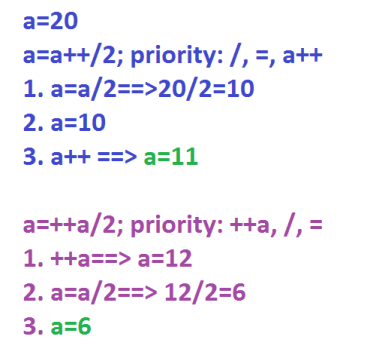 a=20
a=a++/2; priority: /, =, a++
1. a=a/2==>20/2=10
2. a=10
3. a++ ==> a=11
a=++a/2; priority: ++a, /, =
1. ++a==> a=12
2. a=a/2==> 12/2=6
3. a=6